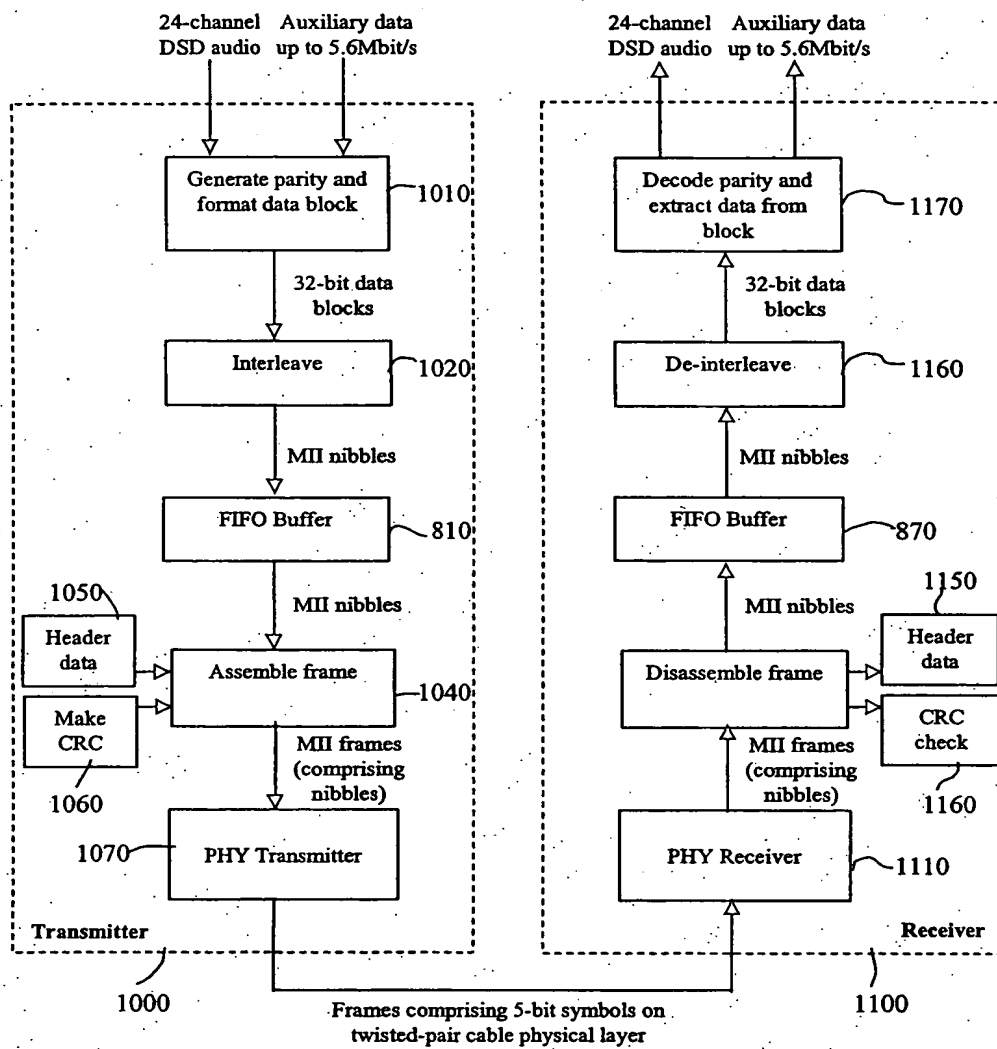 24-channel
DSD audio
Auxiliary data
up to 5.6Mbit/s
Generate parity and
format data block
1010
32-bit data
blocks
Interleave
1020
MII nibbles
FIFO Buffer
810
MII nibbles
1050
Header
data
Assemble frame
1040
Make
CRC
1060
MII frames
(comprising
nibbles)
1070
PHY Transmitter
Transmitter
1000
24-channel
DSD audio
Auxiliary data
up to 5.6Mbit/s
Decode parity and
extract data from
block
1170
32-bit data
blocks
De-interleave
1160
MII nibbles
FIFO Buffer
870
MII nibbles
1150
Header
data
Disassemble frame
CRC
check
1160
MII frames
(comprising
nibbles)
PHY Receiver
1110
Receiver
1100
Frames comprising 5-bit symbols on
twisted-pair cable physical layer